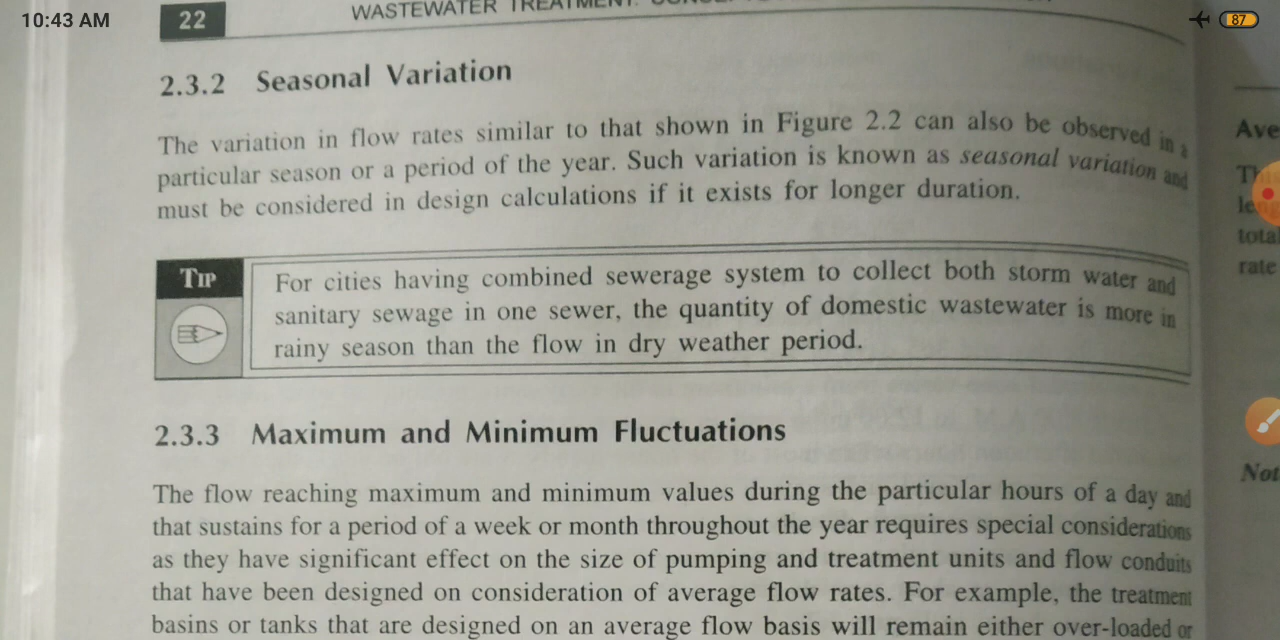 10:43 AM
87
22
WASTEWATER
2.3.2 Seasonal Variation
The variation in flow rates similar to that shown in Figure 2.2 can also be observed in a
particular season or a period of the year. Such variation is known as seasonal variation and
must be considered in design calculations if it exists for longer duration.
TIP
For cities having combined sewerage system to collect both storm water and
sanitary sewage in one sewer, the quantity of domestic wastewater is more in
rainy season than the flow in dry weather period.
2.3.3 Maximum and Minimum Fluctuations
The flow reaching maximum and minimum values during the particular hours of a day and
that sustains for a period of a week or month throughout the year requires special considerations
as they have significant effect on the size of pumping and treatment units and flow conduits
that have been designed on consideration of average flow rates. For example, the treatment
basins or tanks that are designed on an average flow basis will remain either over-loaded or
Ave
Th
le
total
rate
Not